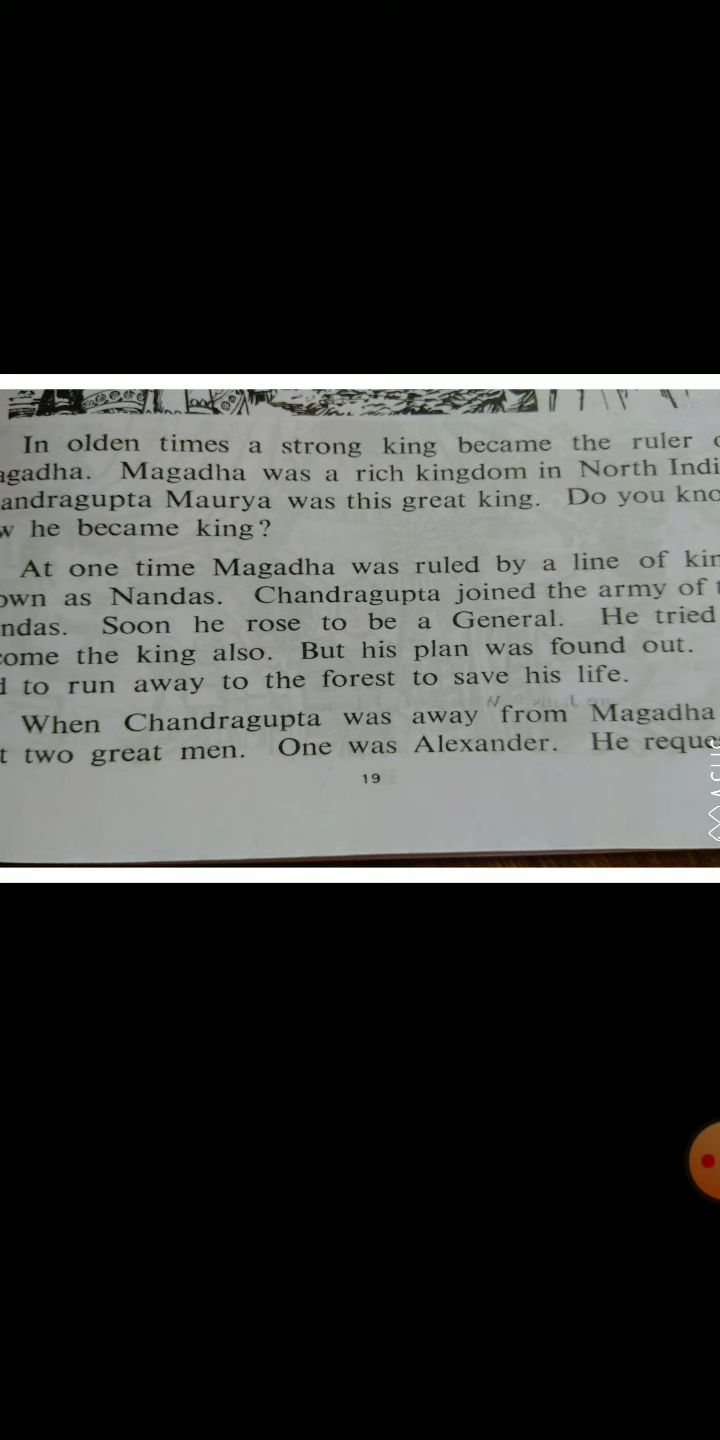 In olden times a strong king became the ruler
agadha. Magadha was a rich kingdom in North Indi
andragupta Maurya was this great king. Do you kno
w he became king?
At one time Magadha was ruled by a line of kin
own as Nandas. Chandragupta joined the army of t
ndas. Soon he rose to be a General. He tried
come the king also. But his plan was found out.
d to run away to the forest to save his life.
When Chandragupta was away from Magadha
t two great men. One was Alexander. He reques
19